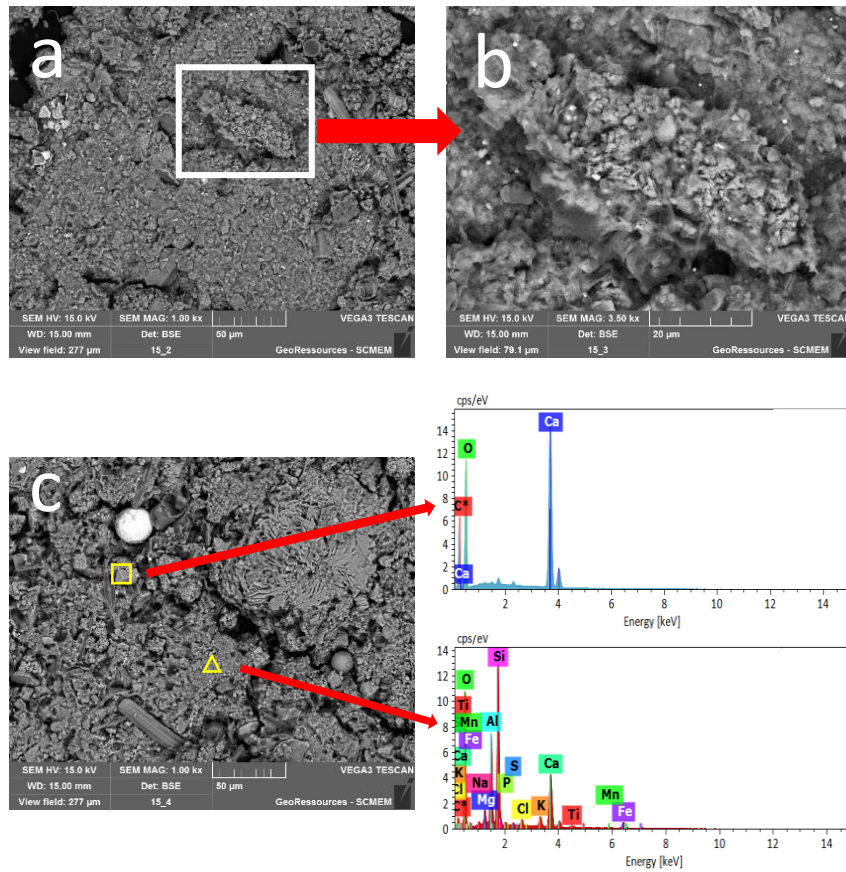 a
SEM HV: 15.0 kV SEM MAG: 1.00 kx VEGA3 TESCAN
WD: 15.00 mm Det: BSE 50 µm
View field: 277 µm 15_2 GeoRessources - SCMEM
b
SEM HV: 15.0 kV SEM MAG: 3.50 kx VEGA3 TESCAN
WD: 15.00 mm Det: BSE 20 µm
View field: 79.1 µm 15_3 GeoRessources - SCMEM
c
SEM HV: 15.0 kV SEM MAG: 1.00 kx VEGA3 TESCAN
WD: 15.00 mm Det: BSE 50 µm
View field: 277 µm 15_4 GeoRessources - SCMEM
cps/eV
14
12
10
8
6
4
2
0
Ca
O
C*
Ca
2 4 6 8 10 12 14
Energy [keV]
cps/eV
14
12
10
8
6
4
2
0
Si
O
Ti
Mn Al
Fe
Ca S Ca
K Na P
Cl Mg Mn
C* Cl K Ti Fe
2 4 6 8 10 12 14
Energy [keV]